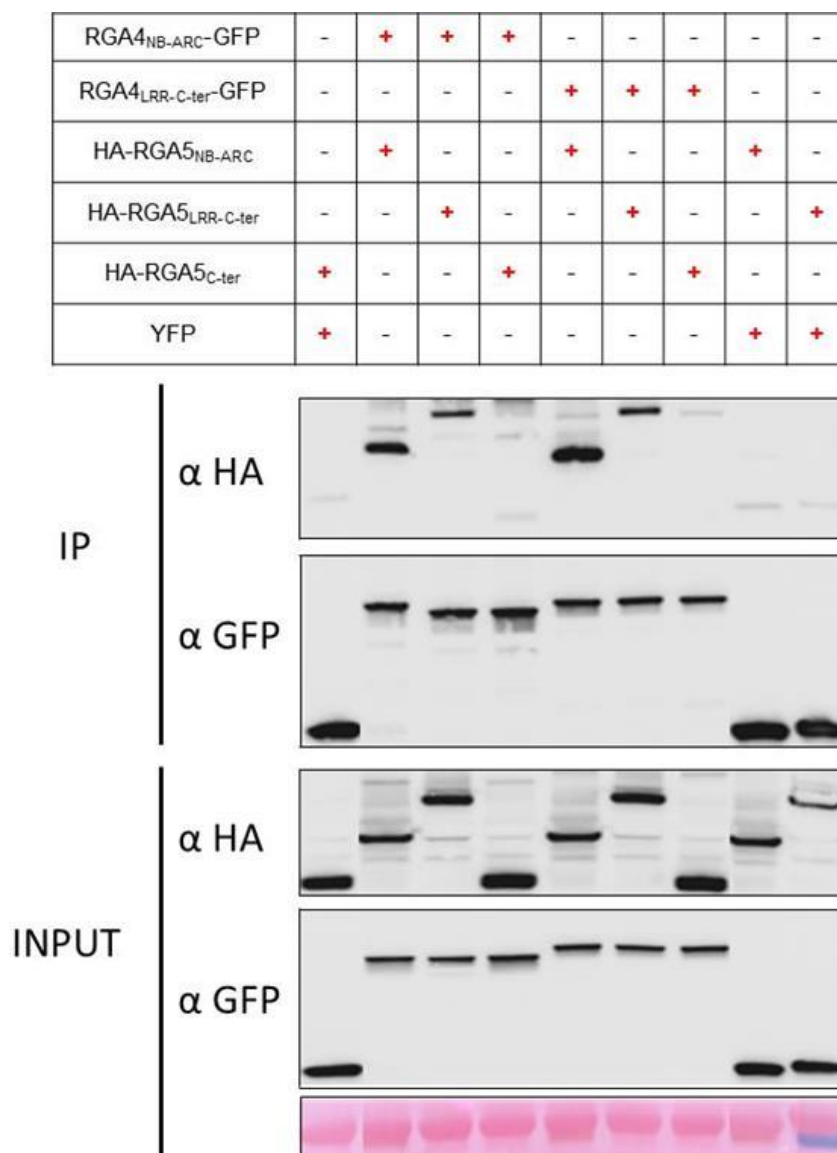 RGA4NB-ARC-GFP - + + + - - - - -
RGA4LRR-C-ter-GFP - - - - + + + - -
HA-RGA5NB-ARC - + - - + - - + -
HA-RGA5LRR-C-ter - - + - - + - - +
HA-RGA5C-ter + - - + - - + - -
YFP + - - - - - - + +
α HA
IP
α GFP
α HA
INPUT
α GFP